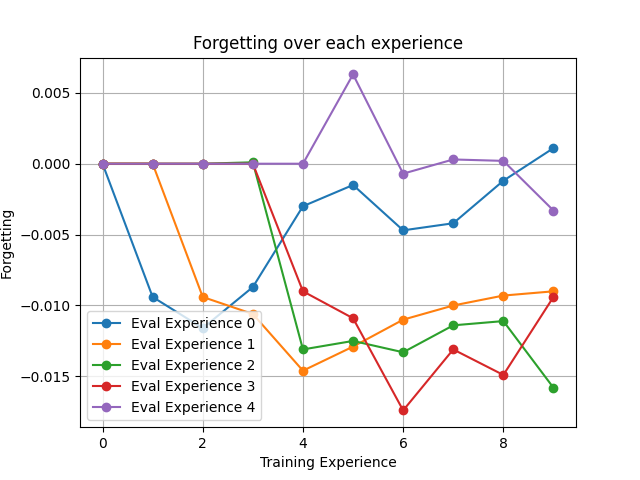 Forgetting over each experience
Forgetting
0.005
0.000
−0.005
−0.010
−0.015
Eval Experience 0
Eval Experience 1
Eval Experience 2
Eval Experience 3
Eval Experience 4
0 2 4 6 8
Training Experience